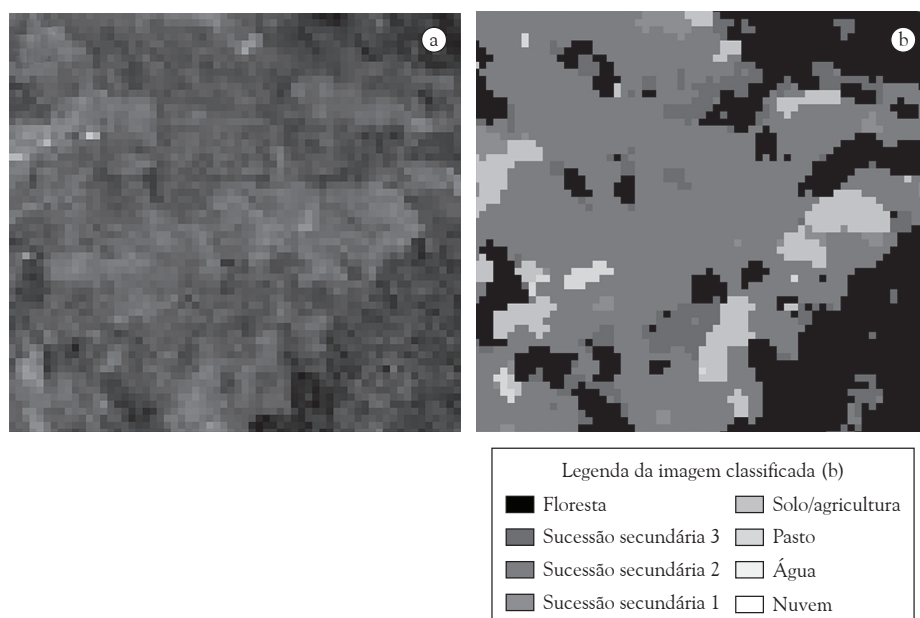 a
b
Legenda da imagem classificada (b)
Floresta
Sucessão secundária 3
Sucessão secundária 2
Sucessão secundária 1
Solo/agricultura
Pasto
Água
Nuvem